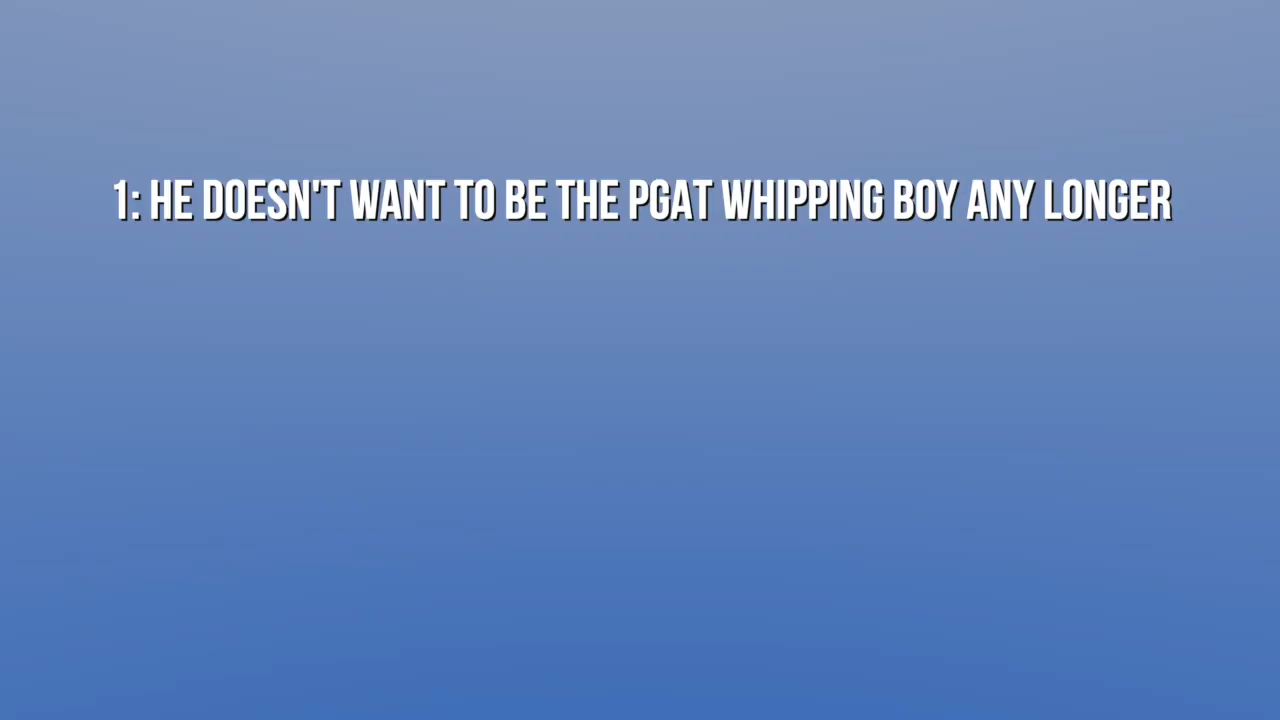 1: HE DOESN'T WANT TO BE THE PGAT WHIPPING BOY ANY LONGER